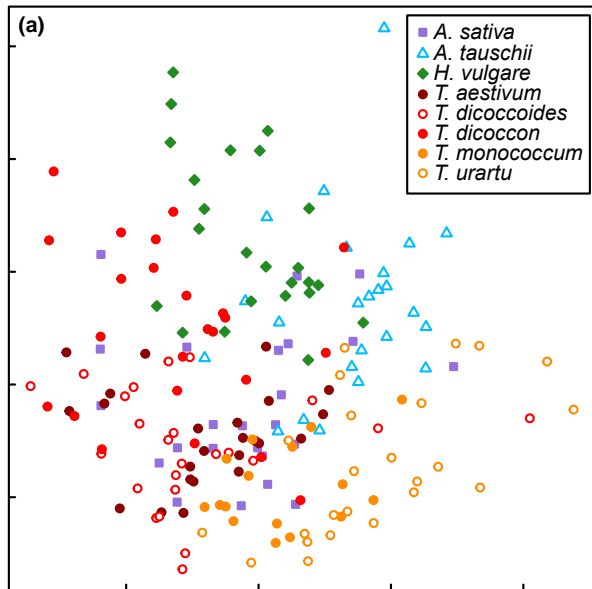 (a)
A. sativa
A. tauschii
H. vulgare
T. aestivum
T. dicoccoides
T. dicoccon
T. monococcum
T. urartu